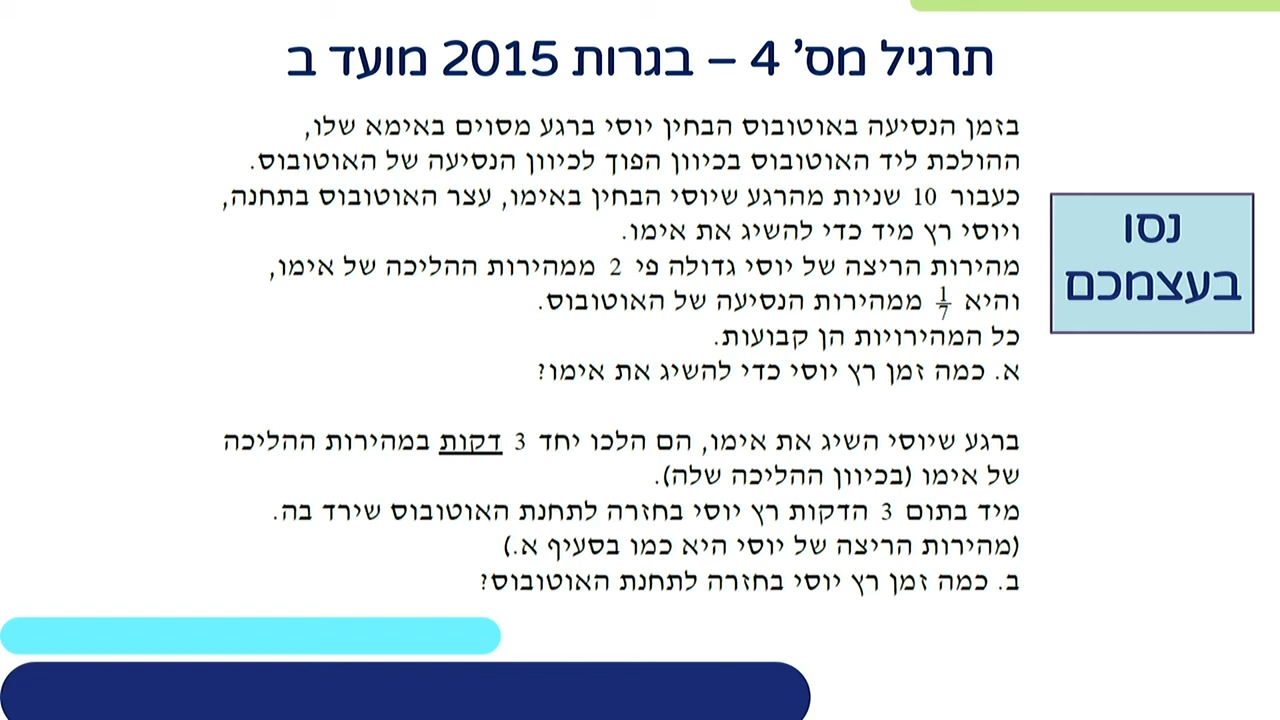 תרגיל מס' 4 – בגרות 2015 מועד ב
בזמן הנסיעה באוטובוס הבחין יוסי ברגע מסוים באימא שלו,
ההולכת ליד האוטובוס בכיוון הפוך לכיוון הנסיעה של האוטובוס.
כעבור 10 שניות מהרגע שיוסי הבחין באימו, עצר האוטובוס בתחנה,
ויוסי רץ מיד כדי להשיג את אימו.
מהירות הריצה של יוסי גדולה פי 2 ממהירות ההליכה של אימו,
והיא 1/7 ממהירות הנסיעה של האוטובוס.
כל המהירויות הן קבועות.
א. כמה זמן רץ יוסי כדי להשיג את אימו?
ברגע שיוסי השיג את אימו, הם הלכו יחד 3 דקות במהירות ההליכה
של אימו (בכיוון ההליכה שלה).
מיד בתום 3 הדקות רץ יוסי בחזרה לתחנת האוטובוס שירד בה.
(מהירות הריצה של יוסי היא כמו בסעיף א.)
ב. כמה זמן רץ יוסי בחזרה לתחנת האוטובוס?
נסו
בעצמכם